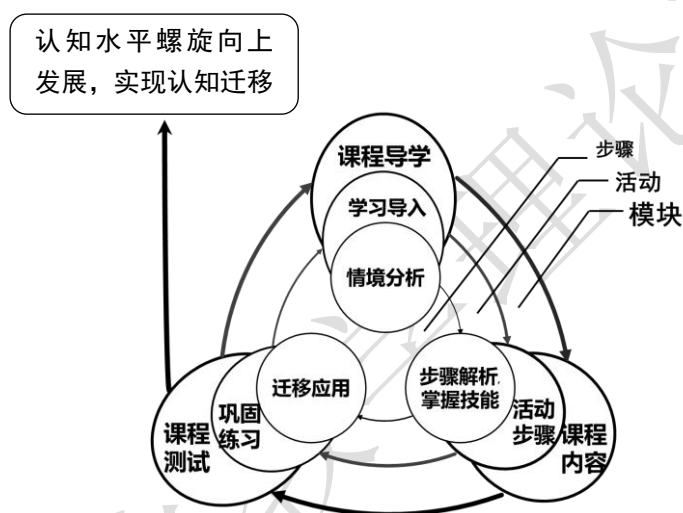 认知水平螺旋向上
发展，实现认知迁移
课程导学
学习导入
情境分析
步骤
活动
模块
迁移应用
巩固
练习
课程
测试
步骤解析,
掌握技能
活动
步骤
课程
内容